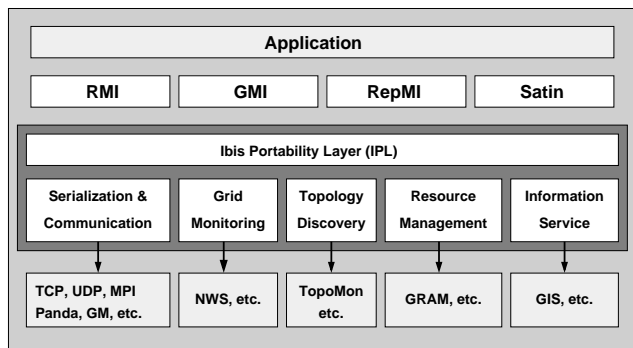 Application
RMI
GMI
RepMI
Satin
Ibis Portability Layer (IPL)
Serialization &
Communication
Grid
Monitoring
Topology
Discovery
Resource
Management
Information
Service
TCP, UDP, MPI
Panda, GM, etc.
NWS, etc.
TopoMon
etc.
GRAM, etc.
GIS, etc.